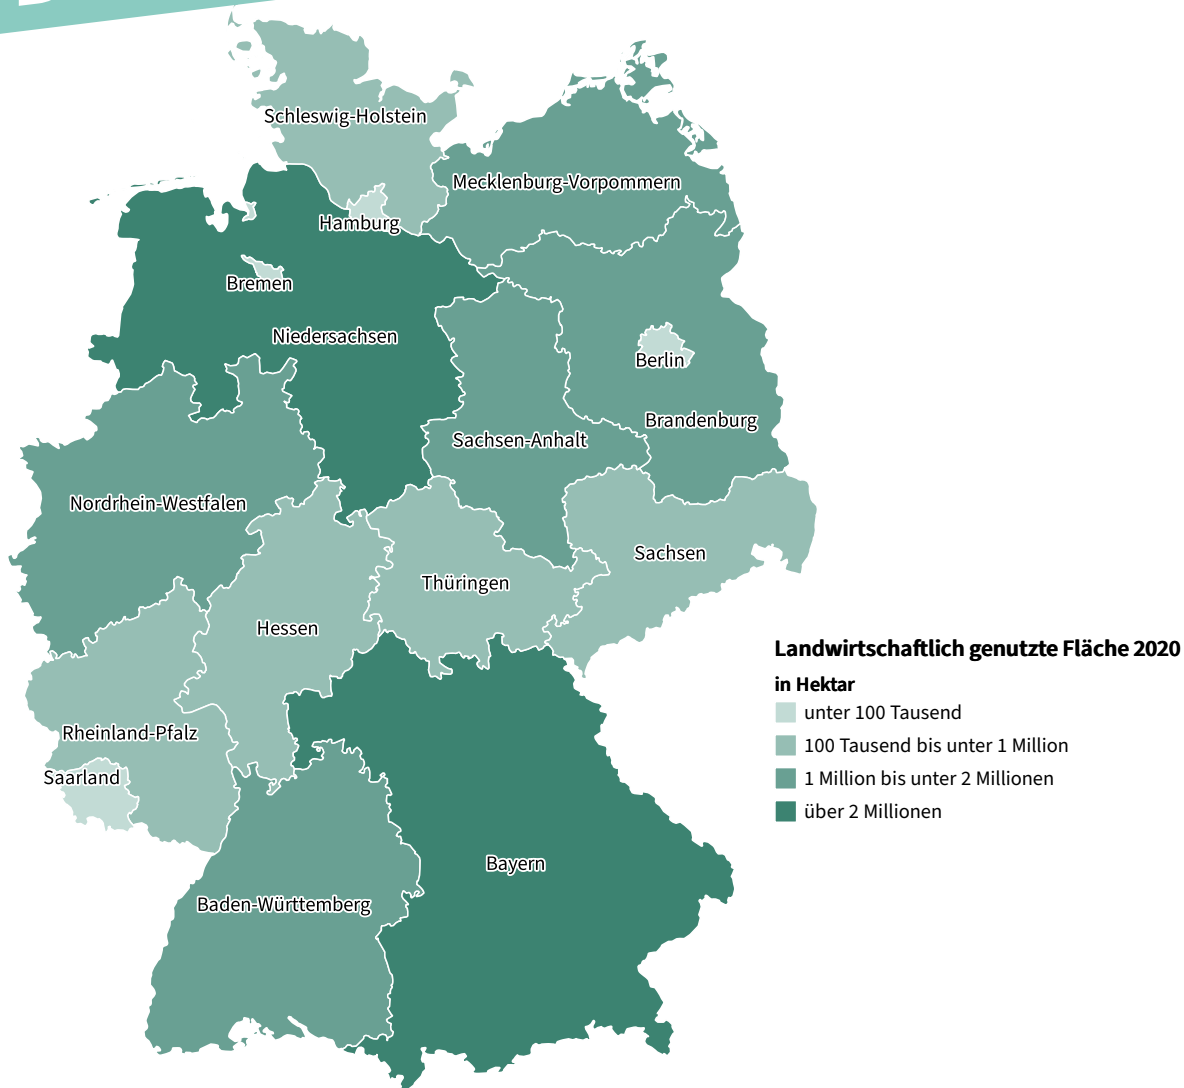 Schleswig-Holstein
Mecklenburg-Vorpommern
Hamburg
Bremen
Niedersachsen
Berlin
Brandenburg
Sachsen-Anhalt
Nordrhein-Westfalen
Sachsen
Thüringen
Hessen
Landwirtschaftlich genutzte Fläche 2020
in Hektar
unter 100 Tausend
100 Tausend bis unter 1 Million
1 Million bis unter 2 Millionen
über 2 Millionen
Rheinland-Pfalz
Saarland
Bayern
Baden-Württemberg